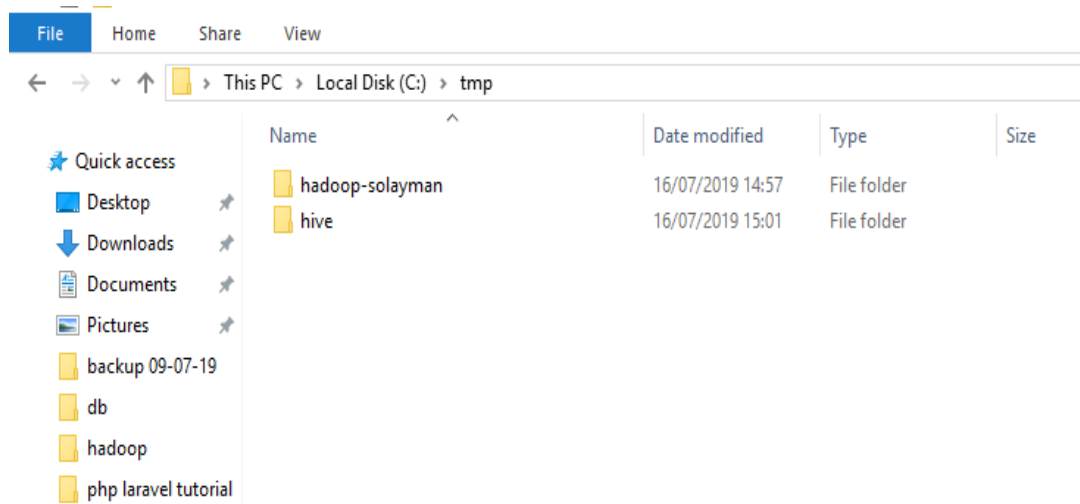 File Home Share View
This PC › Local Disk (C:) › tmp
Name Date modified Type Size
Quick access
Desktop
Downloads
Documents
Pictures
backup 09-07-19
db
hadoop
php laravel tutorial
hadoop-solayman 16/07/2019 14:57 File folder
hive 16/07/2019 15:01 File folder